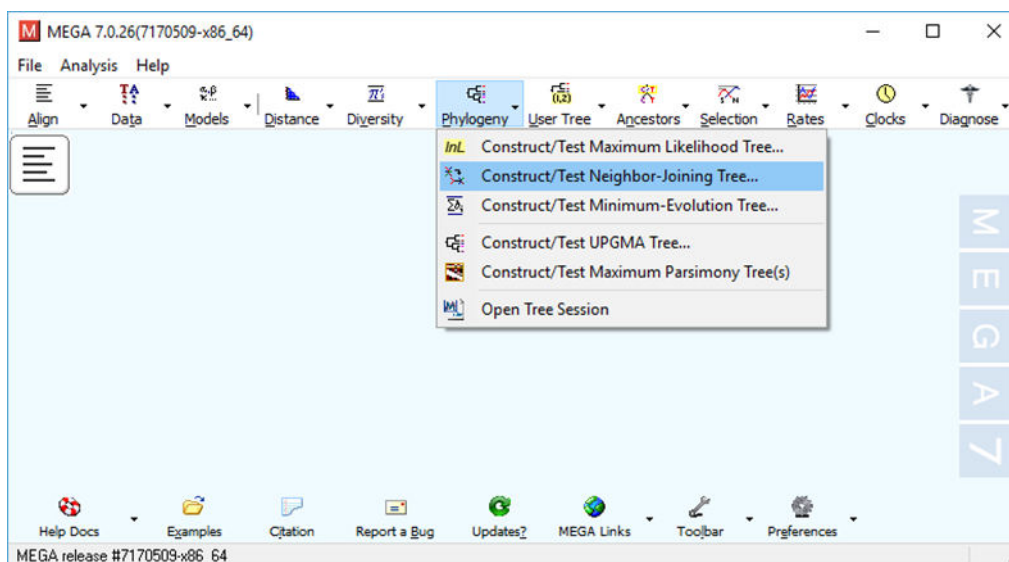 M MEGA 7.0.26(7170509-x86_64)
File Analysis Help
Align Data Models Distance Diversity Phylogeny User Tree Ancestors Selection Rates Clocks Diagnose
InL Construct/Test Maximum Likelihood Tree...
Construct/Test Neighbor-Joining Tree...
Construct/Test Minimum-Evolution Tree...
Construct/Test UPGMA Tree...
Construct/Test Maximum Parsimony Tree(s)
Open Tree Session
M
E
G
A
7
Help Docs Examples Citation Report a Bug Updates? MEGA Links Toolbar Preferences
MEGA release #7170509-x86_64